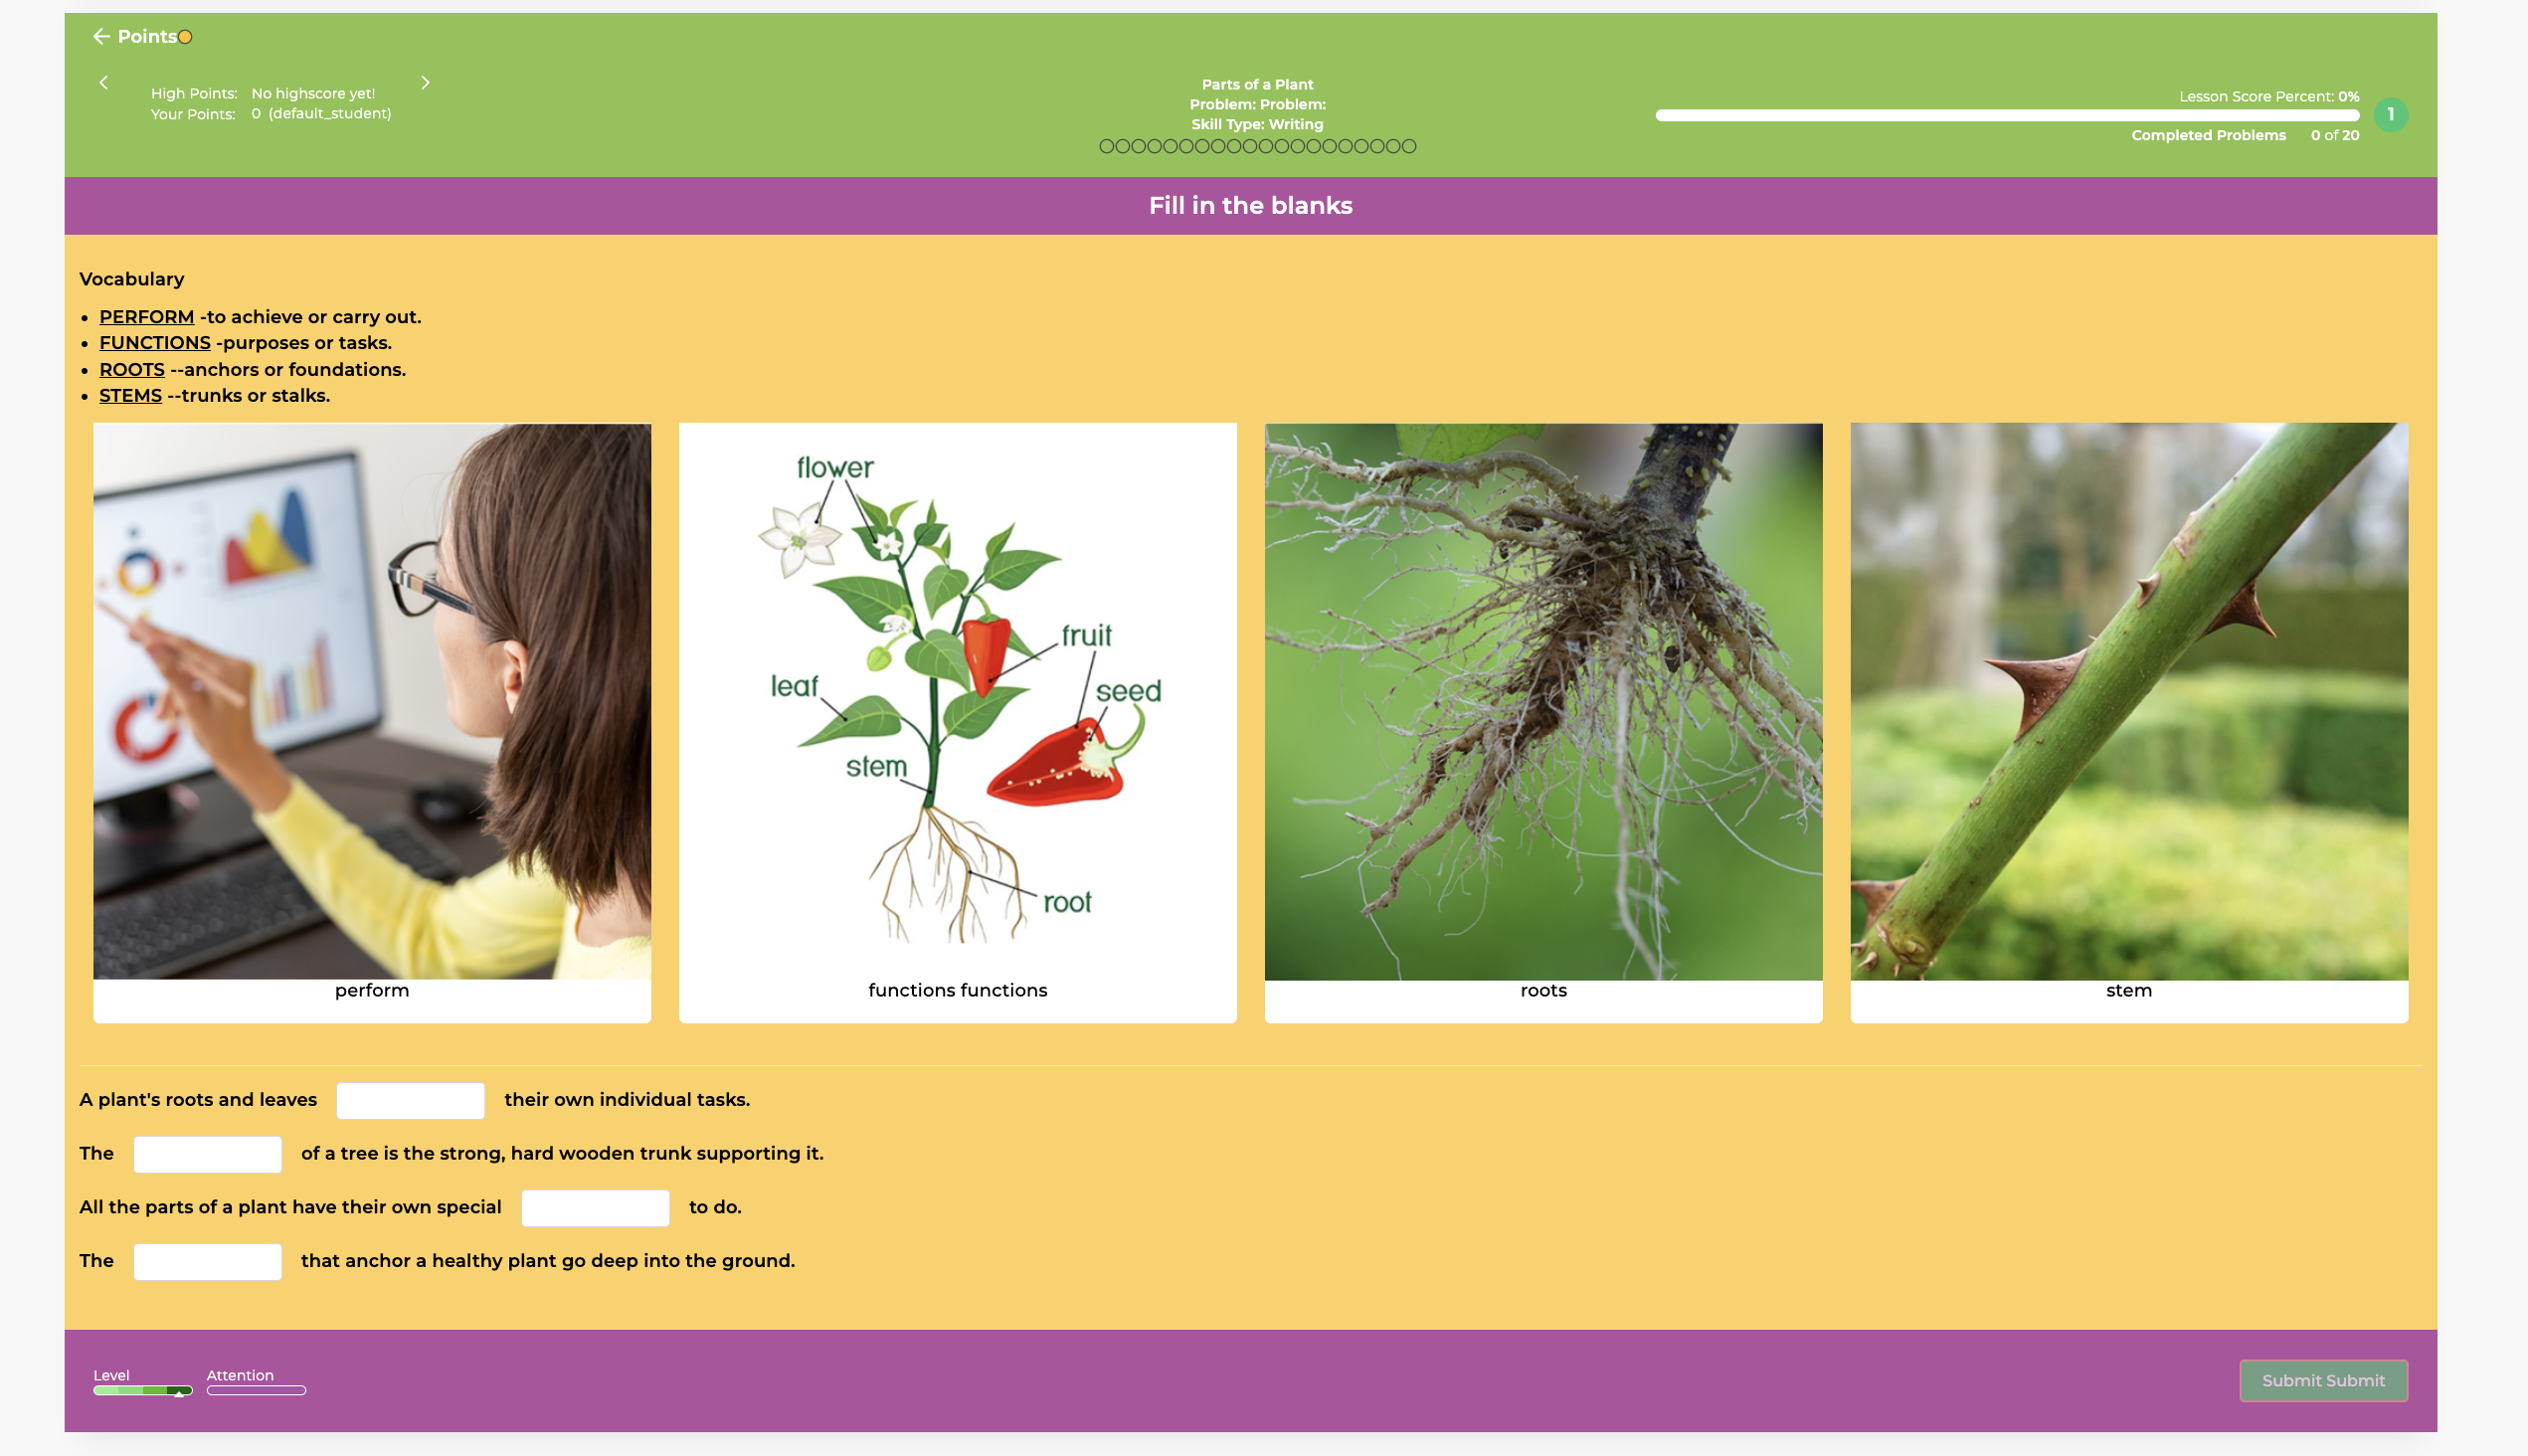 Points
High Points: No highscore yet!
Your Points: 0 (default_student)
Parts of a Plant
Problem: Problem:
Skill Type: Writing
Lesson Score Percent: 0%
1
Completed Problems 0 of 20
Fill in the blanks
Vocabulary
PERFORM -to achieve or carry out.
FUNCTIONS -purposes or tasks.
ROOTS --anchors or foundations.
STEMS --trunks or stalks.
flower
fruit
leaf
seed
stem
root
perform
functions functions
roots
stem
A plant's roots and leaves their own individual tasks.
The of a tree is the strong, hard wooden trunk supporting it.
All the parts of a plant have their own special to do.
The that anchor a healthy plant go deep into the ground.
Level Attention
Submit Submit